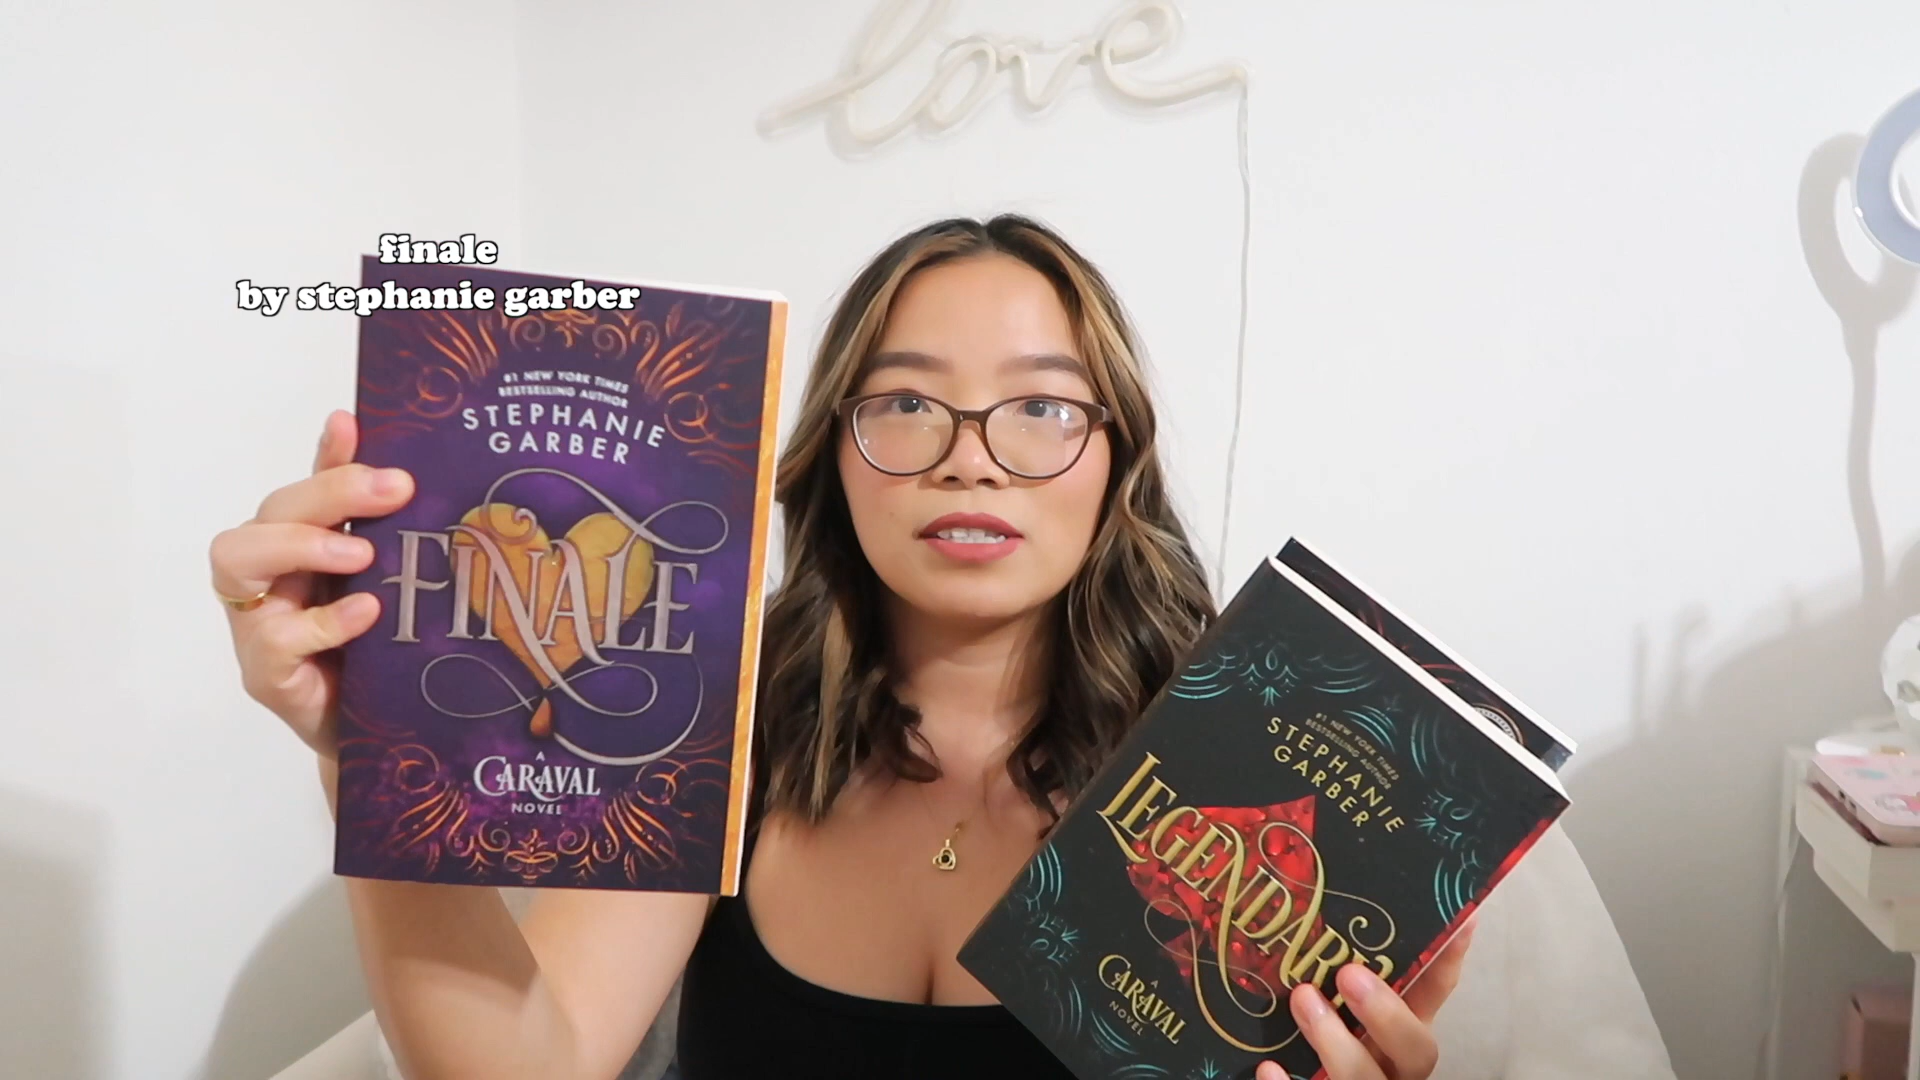 love
finale
by stephanie garber
#1 NEW YORK TIMES
BESTSELLING AUTHOR
STEPHANIE
GARBER
FINALE
A
CARAVAL
NOVEL
#1 NEW YORK TIMES
BESTSELLING AUTHOR
STEPHANIE
GARBER
LEGENDARY
A
CARAVAL
NOVEL